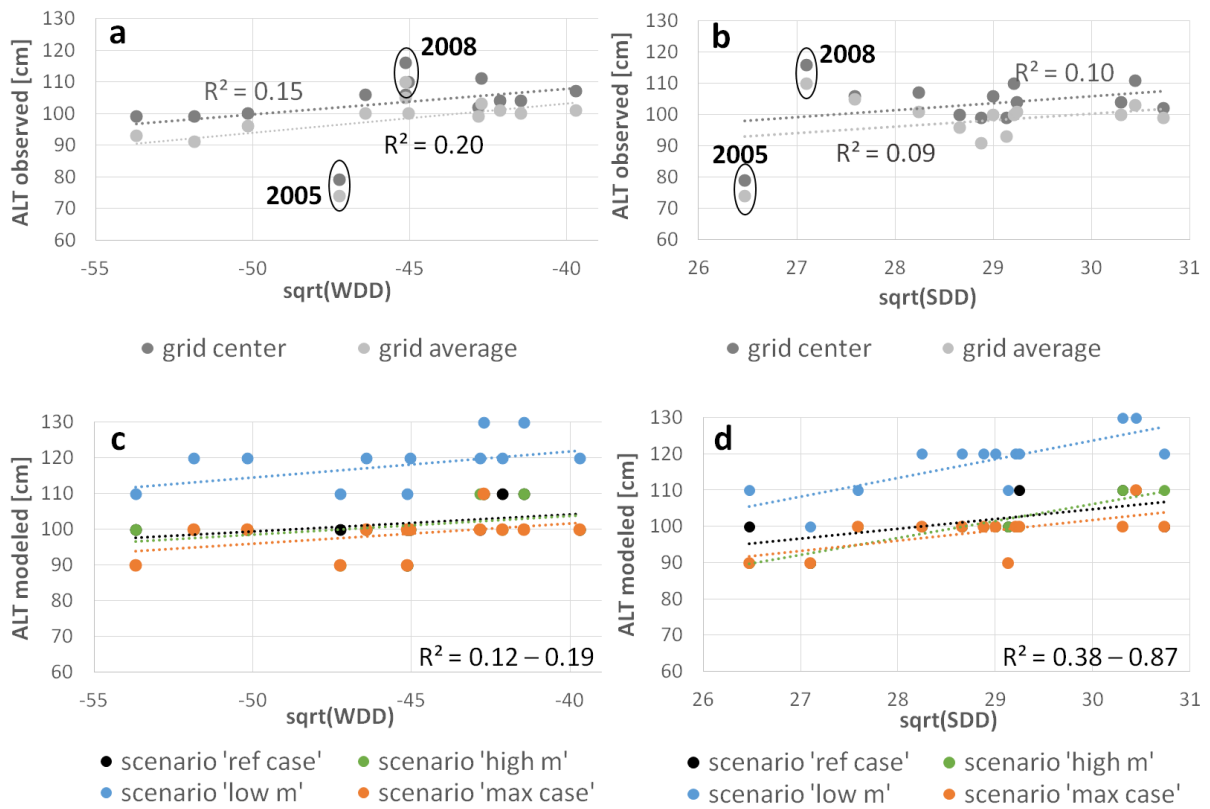 a
ALT observed [cm]
130
120
110
100
90
80
70
60
2008
R² = 0.15
R² = 0.20
2005
-55
-50
-45
-40
sqrt(WDD)
grid center
grid average
b
ALT observed [cm]
130
120
110
100
90
80
70
60
2008
R² = 0.10
2005
R² = 0.09
26
27
28
29
30
31
sqrt(SDD)
grid center
grid average
c
ALT modeled [cm]
130
120
110
100
90
80
70
60
R² = 0.12 – 0.19
-55
-50
-45
-40
sqrt(WDD)
scenario 'ref case'
scenario 'high m'
scenario 'low m'
scenario 'max case'
d
ALT modeled [cm]
130
120
110
100
90
80
70
60
R² = 0.38 – 0.87
26
27
28
29
30
31
sqrt(SDD)
scenario 'ref case'
scenario 'high m'
scenario 'low m'
scenario 'max case'